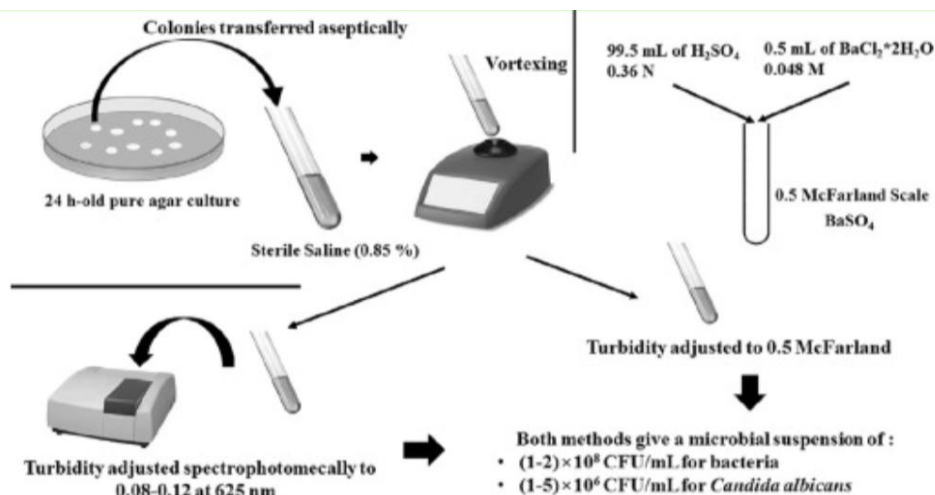 Colonies transferred aseptically
Vortexing
99.5 mL of H₂SO₄
0.36 N
0.5 mL of BaCl₂*2H₂O
0.048 M
24 h-old pure agar culture
Sterile Saline (0.85 %)
0.5 McFarland Scale
BaSO₄
Turbidity adjusted to 0.5 McFarland
Turbidity adjusted spectrophotomecally to
0.08-0.12 at 625 nm
Both methods give a microbial suspension of :
• (1-2)×10⁸ CFU/mL for bacteria
• (1-5)×10⁶ CFU/mL for Candida albicans